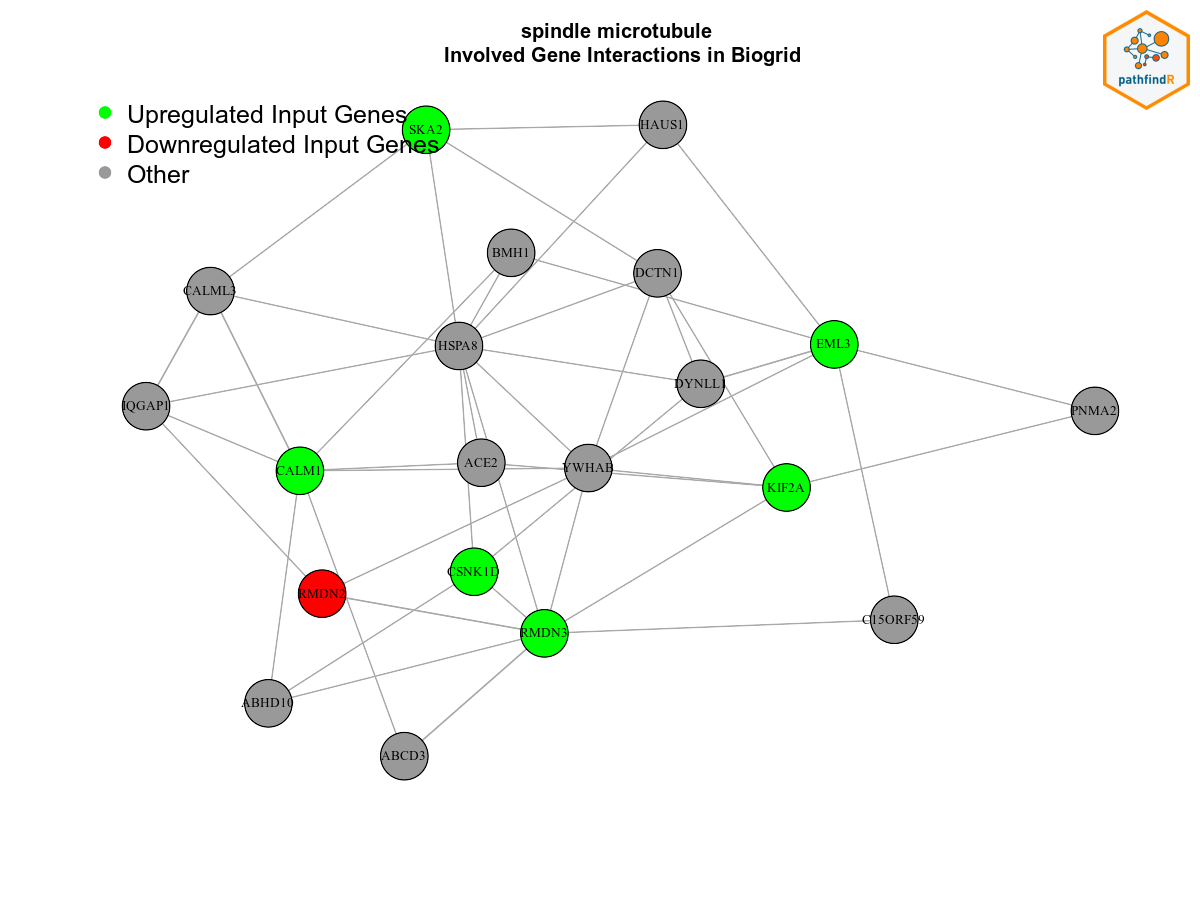 spindle microtubule
Involved Gene Interactions in Biogrid
pathfindR
Upregulated Input Genes
Downregulated Input Genes
Other
SKA2
HAUS1
BMH1
DCTN1
CALML3
HSPA8
EML3
DYNLL1
IQGAP1
PNMA2
CALM1
ACE2
YWHAB
KIF2A
CSNK1D
RMDN2
RMDN3
C15ORF59
ABHD10
ABCD3